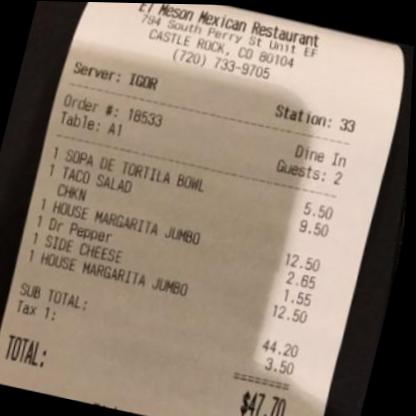 El Meson Mexican Restaurant
794 South Perry St Unit EF
CASTLE ROCK, CO 80104
(720) 733-9705
Server: IGOR
Station: 33
Order #: 18533
Dine In
Table: A1
Guests: 2
1 SOPA DE TORTILA BOWL 5.50
1 TACO SALAD 9.50
CHKN
1 HOUSE MARGARITA JUMBO 12.50
1 Dr Pepper 2.65
1 SIDE CHEESE 1.55
1 HOUSE MARGARITA JUMBO 12.50
SUB TOTAL: 44.20
Tax 1: 3.50
TOTAL: $47.70